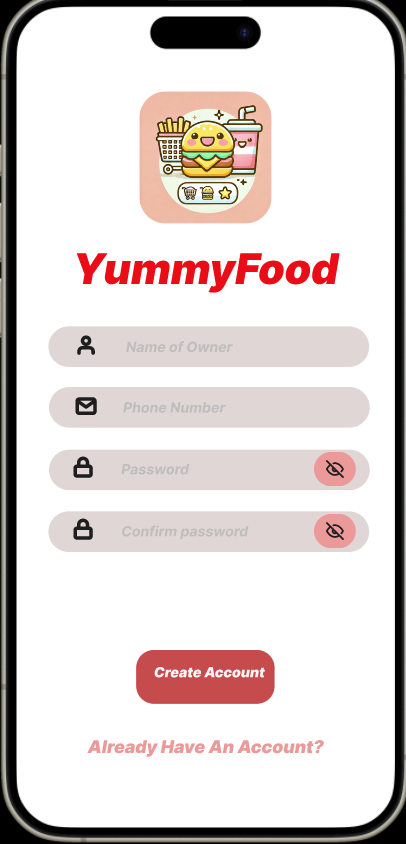 YummyFood
Name of Owner
Phone Number
Password
Confirm password
Create Account
Already Have An Account?